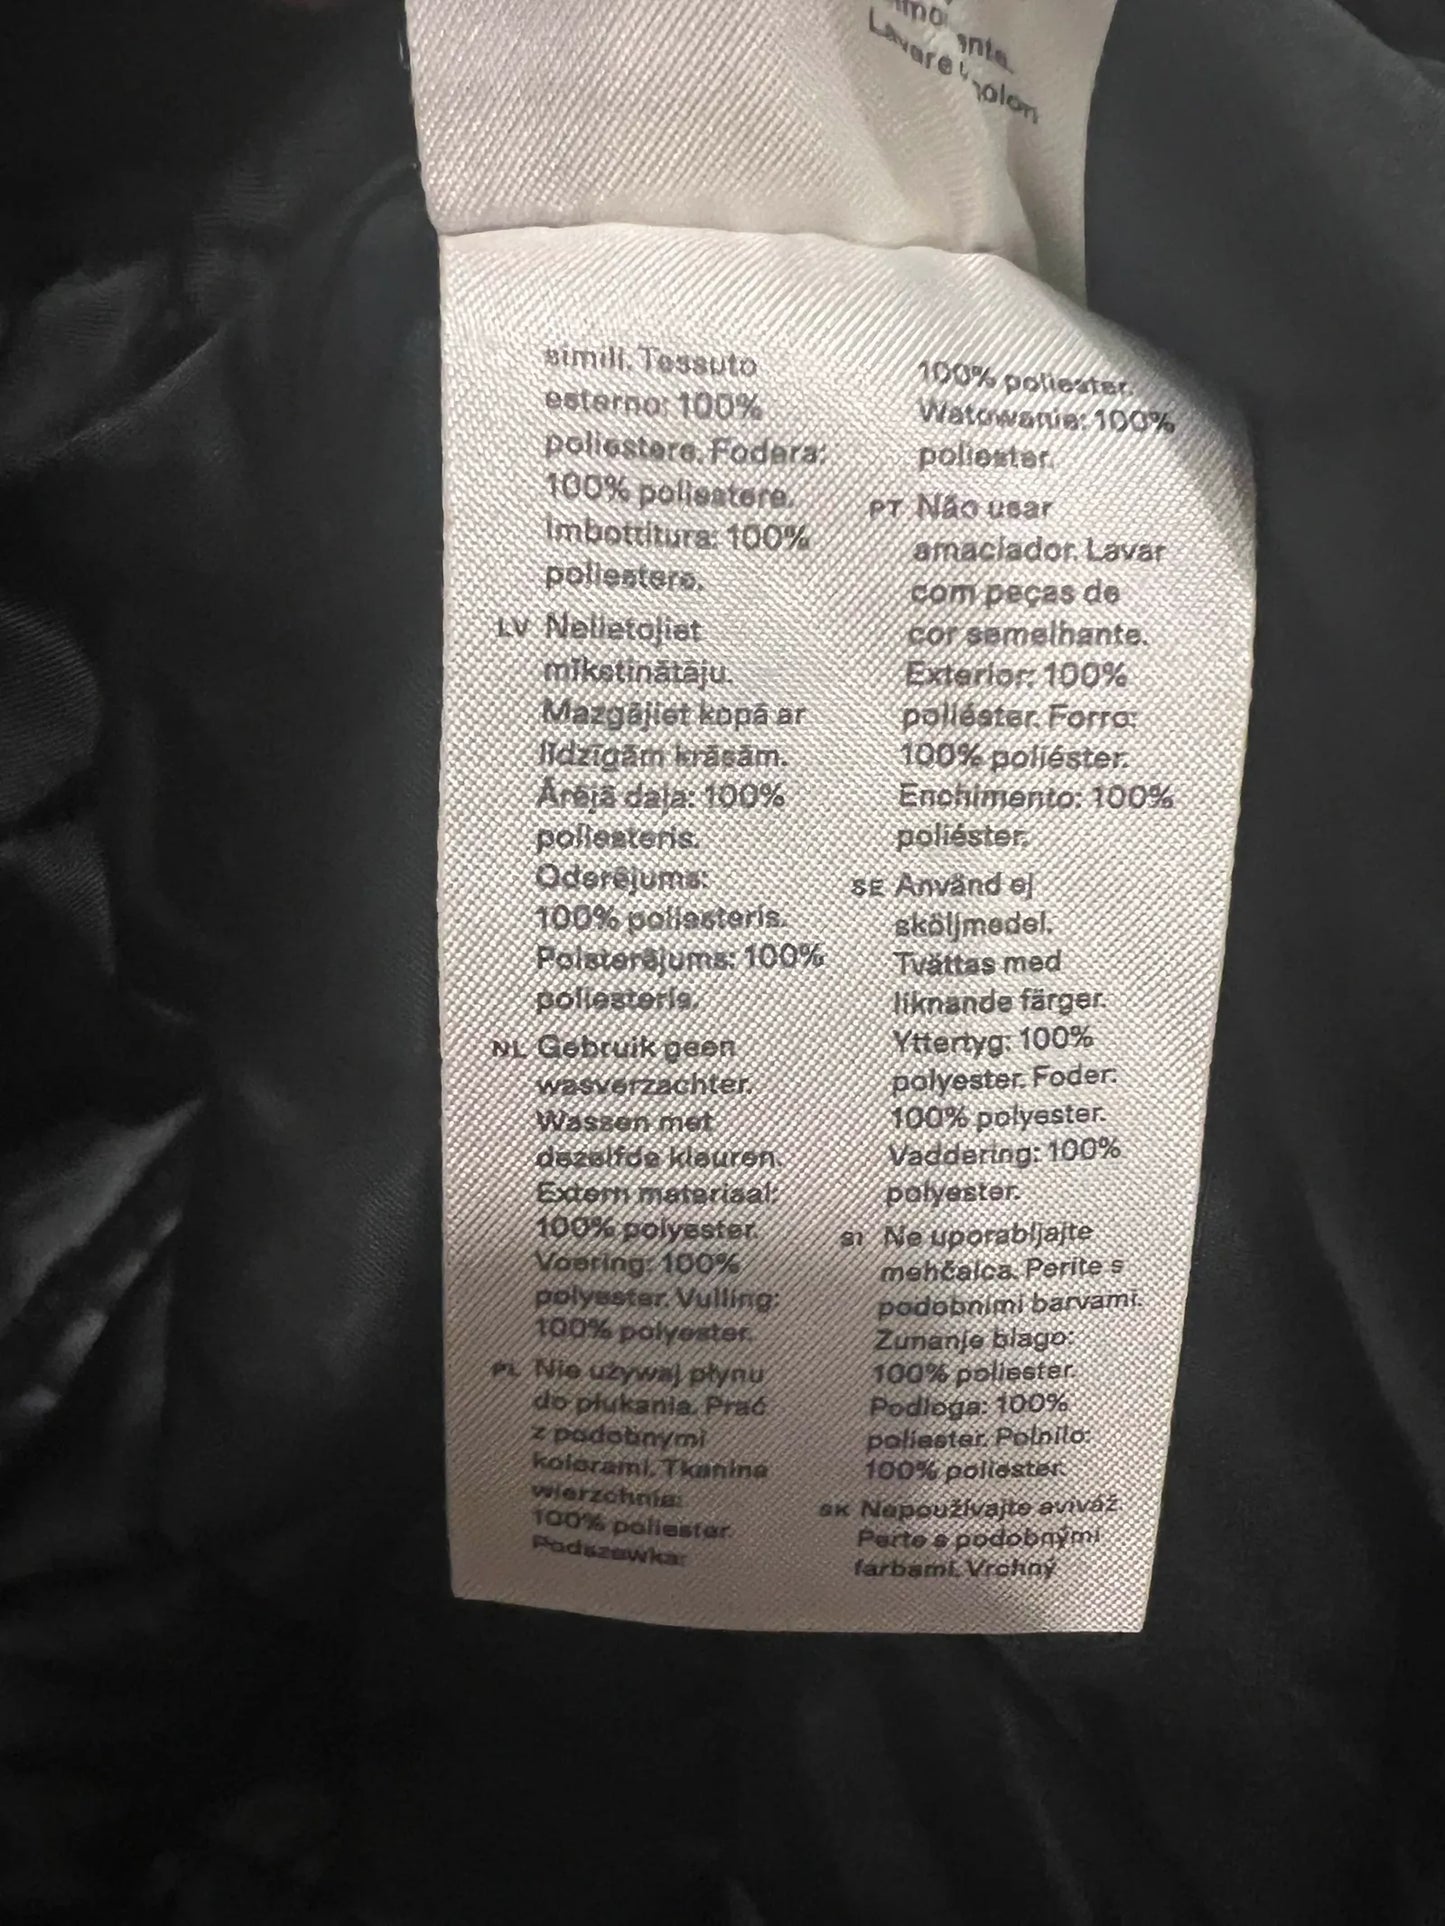 Lavare
simili. Tessuto
esterno: 100%
poliestere. Fodera:
100% poliestere.
Imbottitura: 100%
poliestere.
LV Nelietojiet
mīkstinātāju.
Mazgājiet kopā ar
līdzīgām krāsām.
Ārējā daļa: 100%
poliesteris.
Oderējums:
100% poliesteris.
Polsterējums: 100%
poliesteris.
NL Gebruik geen
wasverzachter.
Wassen met
dezelfde kleuren.
Extern materiaal:
100% polyester.
Voering: 100%
polyester. Vulling:
100% polyester.
PL Nie używaj płynu
do płukania. Prać
z podobnymi
kolorami. Tkanina
wierzchnia:
100% poliester.
Podszewka:
100% poliester.
Watowanie: 100%
poliester.
PT Não usar
amaciador. Lavar
com peças de
cor semelhante.
Exterior: 100%
poliéster. Forro:
100% poliéster.
Enchimento: 100%
poliéster.
SE Använd ej
sköljmedel.
Tvättas med
liknande färger.
Yttertyg: 100%
polyester. Foder:
100% polyester.
Vaddering: 100%
polyester.
SI Ne uporabljajte
mehčalca. Perite s
podobnimi barvami.
Zunanje blago:
100% poliester.
Podloga: 100%
poliester. Polnilo:
100% poliester.
SK Nepoužívajte aviváž.
Perte s podobnými
farbami. Vrchný